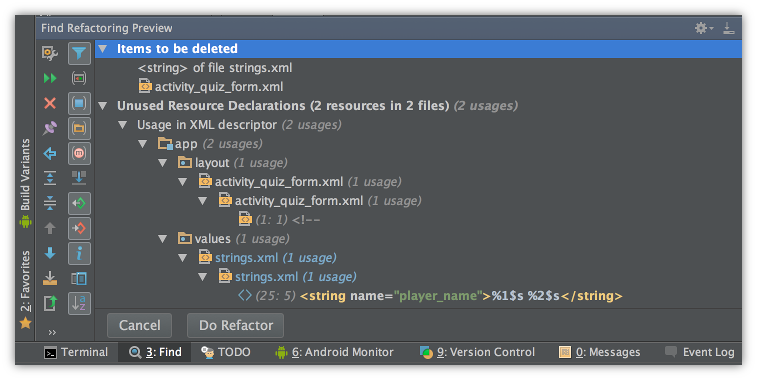 Find Refactoring Preview
Items to be deleted
<string> of file strings.xml
activity_quiz_form.xml
Unused Resource Declarations (2 resources in 2 files) (2 usages)
Usage in XML descriptor (2 usages)
app (2 usages)
layout (1 usage)
activity_quiz_form.xml (1 usage)
activity_quiz_form.xml (1 usage)
(1: 1) <!--
values (1 usage)
strings.xml (1 usage)
strings.xml (1 usage)
<> (25: 5) <string name="player_name">%1$s %2$s</string>
Build Variants
2: Favorites
Cancel Do Refactor
Terminal 3: Find TODO 6: Android Monitor 9: Version Control 0: Messages Event Log